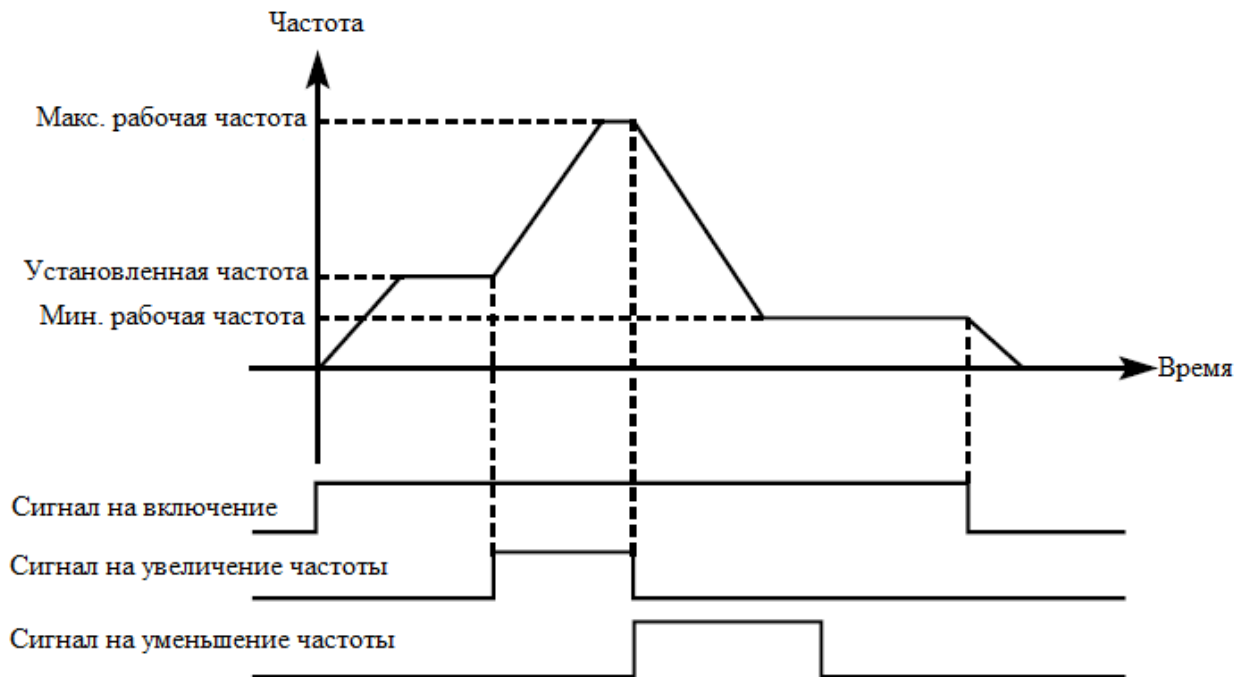 Частота
Макс. рабочая частота
Установленная частота
Мин. рабочая частота
Время
Сигнал на включение
Сигнал на увеличение частоты
Сигнал на уменьшение частоты